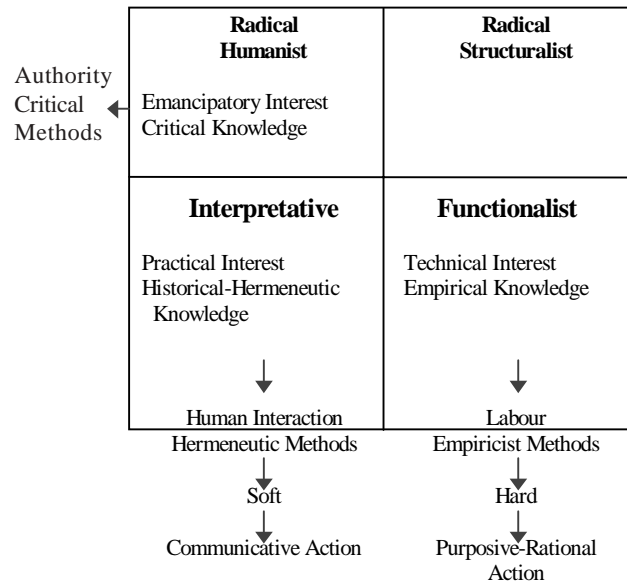 Radical
Humanist
Radical
Structuralist
Authority
Critical
Methods
Emancipatory Interest
Critical Knowledge
Interpretative
Functionalist
Practical Interest
Historical-Hermeneutic
Knowledge
Technical Interest
Empirical Knowledge
Human Interaction
Hermeneutic Methods
Labour
Empiricist Methods
Soft
Hard
Communicative Action
Purposive-Rational
Action